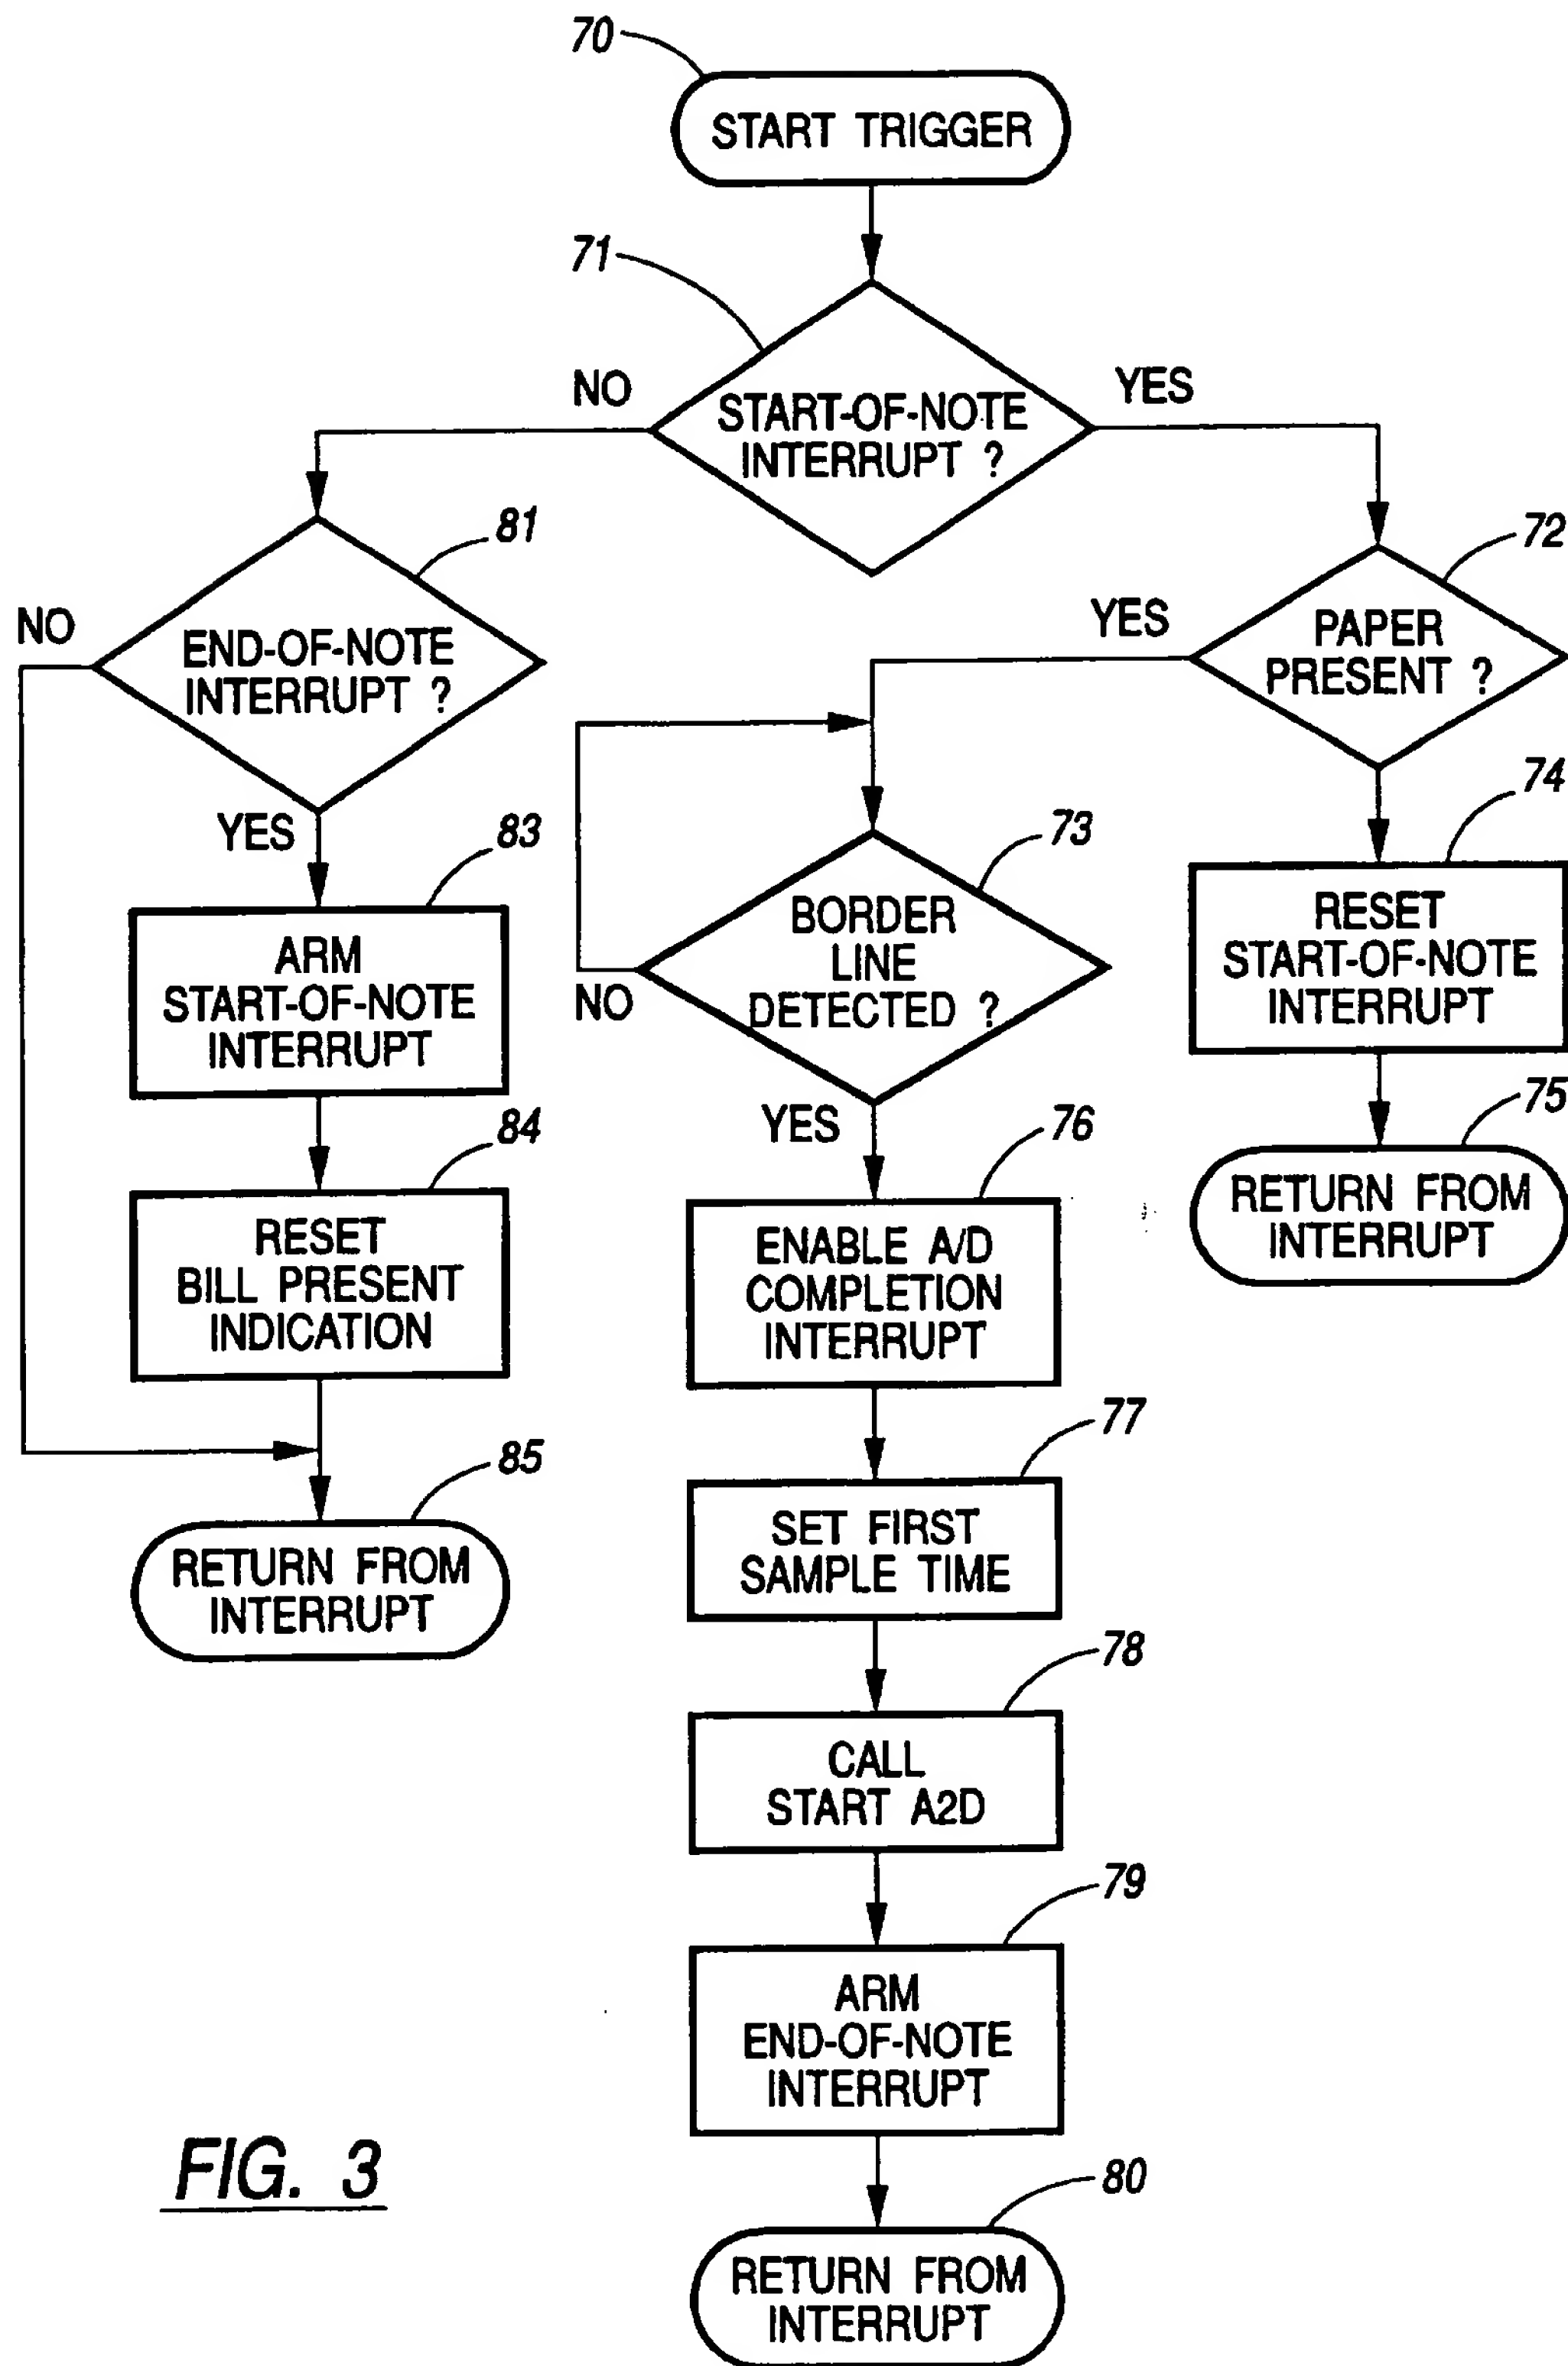 70
START TRIGGER
71
NO
START-OF-NOTE
INTERRUPT ?
YES
81
NO
END-OF-NOTE
INTERRUPT ?
YES
72
YES
PAPER
PRESENT ?
83
ARM
START-OF-NOTE
INTERRUPT
73
BORDER
LINE
DETECTED ?
NO
YES
74
RESET
START-OF-NOTE
INTERRUPT
84
RESET
BILL PRESENT
INDICATION
76
ENABLE A/D
COMPLETION
INTERRUPT
75
RETURN FROM
INTERRUPT
85
RETURN FROM
INTERRUPT
77
SET FIRST
SAMPLE TIME
78
CALL
START A2D
79
ARM
END-OF-NOTE
INTERRUPT
80
RETURN FROM
INTERRUPT
FIG. 3